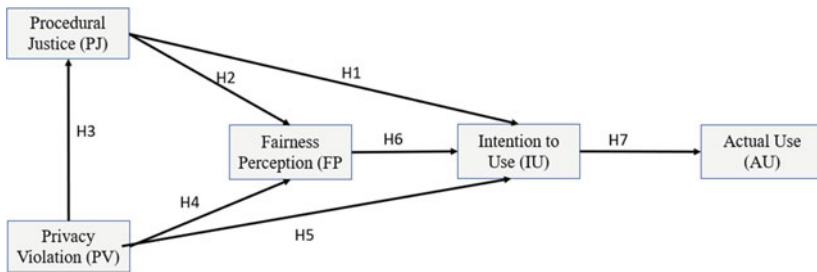 Procedural
Justice (PJ)
H1
H2
H3
Fairness
Perception (FP
H6
Intention to
Use (IU)
H7
Actual Use
(AU)
H4
H5
Privacy
Violation (PV)